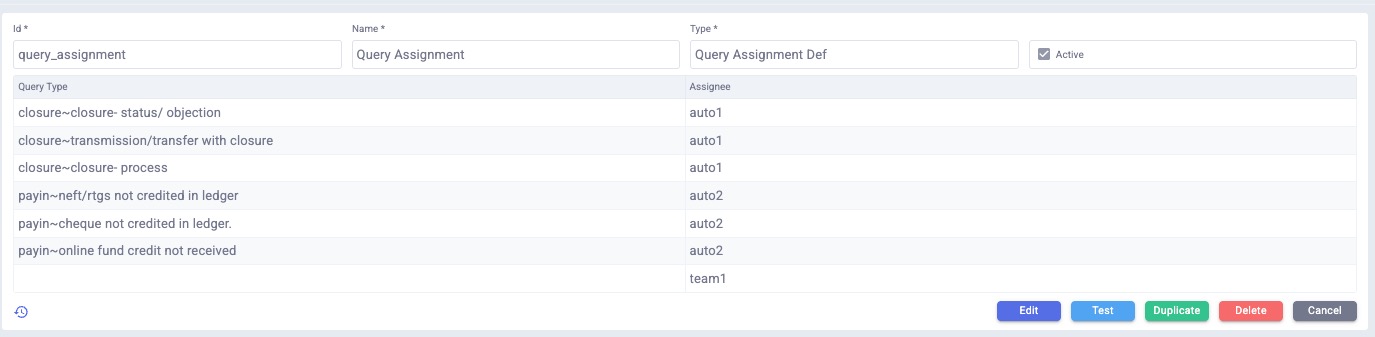 Id * Name * Type *
query_assignment Query Assignment Query Assignment Def Active
Query Type Assignee
closure~closure- status/ objection auto1
closure~transmission/transfer with closure auto1
closure~closure- process auto1
payin~neft/rtgs not credited in ledger auto2
payin~cheque not credited in ledger. auto2
payin~online fund credit not received auto2
team1
Edit Test Duplicate Delete Cancel